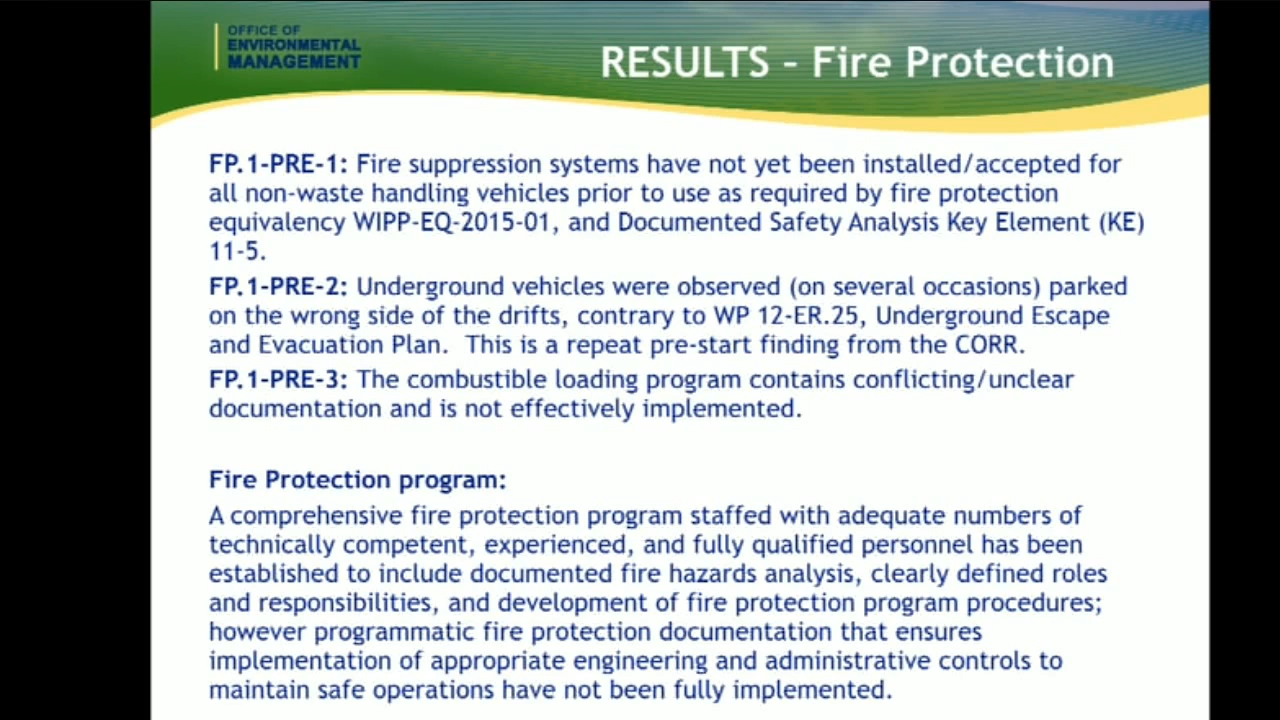 OFFICE OF
ENVIRONMENTAL
MANAGEMENT
RESULTS – Fire Protection
FP.1-PRE-1: Fire suppression systems have not yet been installed/accepted for
all non-waste handling vehicles prior to use as required by fire protection
equivalency WIPP-EQ-2015-01, and Documented Safety Analysis Key Element (KE)
11-5.
FP.1-PRE-2: Underground vehicles were observed (on several occasions) parked
on the wrong side of the drifts, contrary to WP 12-ER.25, Underground Escape
and Evacuation Plan.  This is a repeat pre-start finding from the CORR.
FP.1-PRE-3: The combustible loading program contains conflicting/unclear
documentation and is not effectively implemented.
Fire Protection program:
A comprehensive fire protection program staffed with adequate numbers of
technically competent, experienced, and fully qualified personnel has been
established to include documented fire hazards analysis, clearly defined roles
and responsibilities, and development of fire protection program procedures;
however programmatic fire protection documentation that ensures
implementation of appropriate engineering and administrative controls to
maintain safe operations have not been fully implemented.